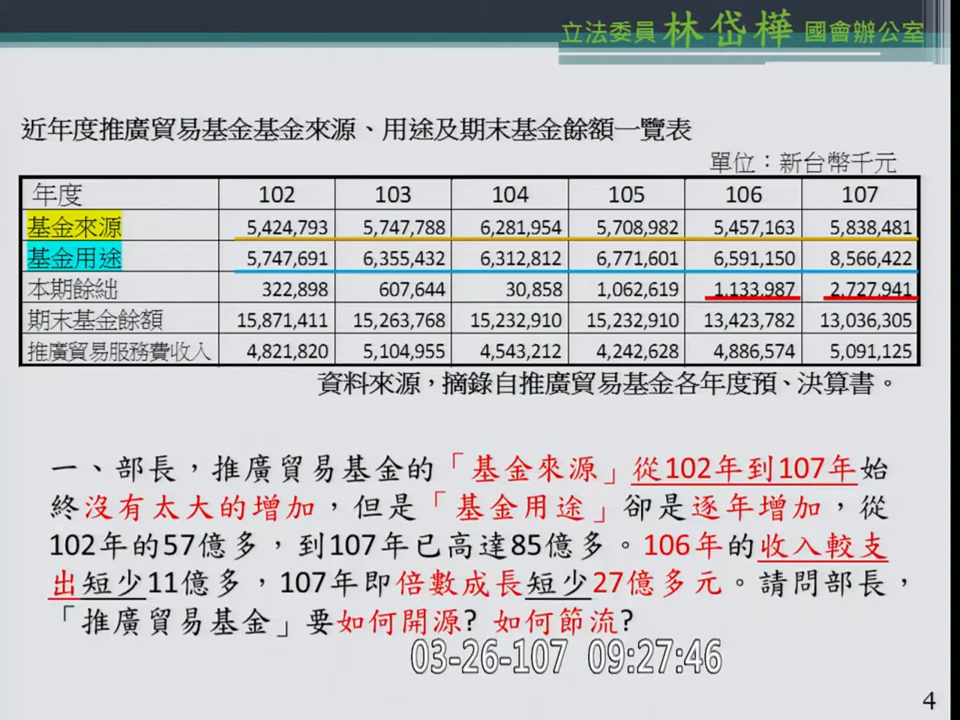 立法委員 林岱樺 國會辦公室
近年度推廣貿易基金基金來源、用途及期末基金餘額一覽表
單位：新台幣千元
年度 102 103 104 105 106 107
基金來源 5,424,793 5,747,788 6,281,954 5,708,982 5,457,163 5,838,481
基金用途 5,747,691 6,355,432 6,312,812 6,771,601 6,591,150 8,566,422
本期餘絀 322,898 607,644 30,858 1,062,619 1,133,987 2,727,941
期末基金餘額 15,871,411 15,263,768 15,232,910 15,232,910 13,423,782 13,036,305
推廣貿易服務費收入 4,821,820 5,104,955 4,543,212 4,242,628 4,886,574 5,091,125
資料來源，摘錄自推廣貿易基金各年度預、決算書。
一、部長，推廣貿易基金的「基金來源」從102年到107年始
終沒有太大的增加，但是「基金用途」卻是逐年增加，從
102年的57億多，到107年已高達85億多。106年的收入較支
出短少11億多，107年即倍數成長短少27億多元。請問部長，
「推廣貿易基金」要如何開源? 如何節流?
03-26-107 09:27:46
4